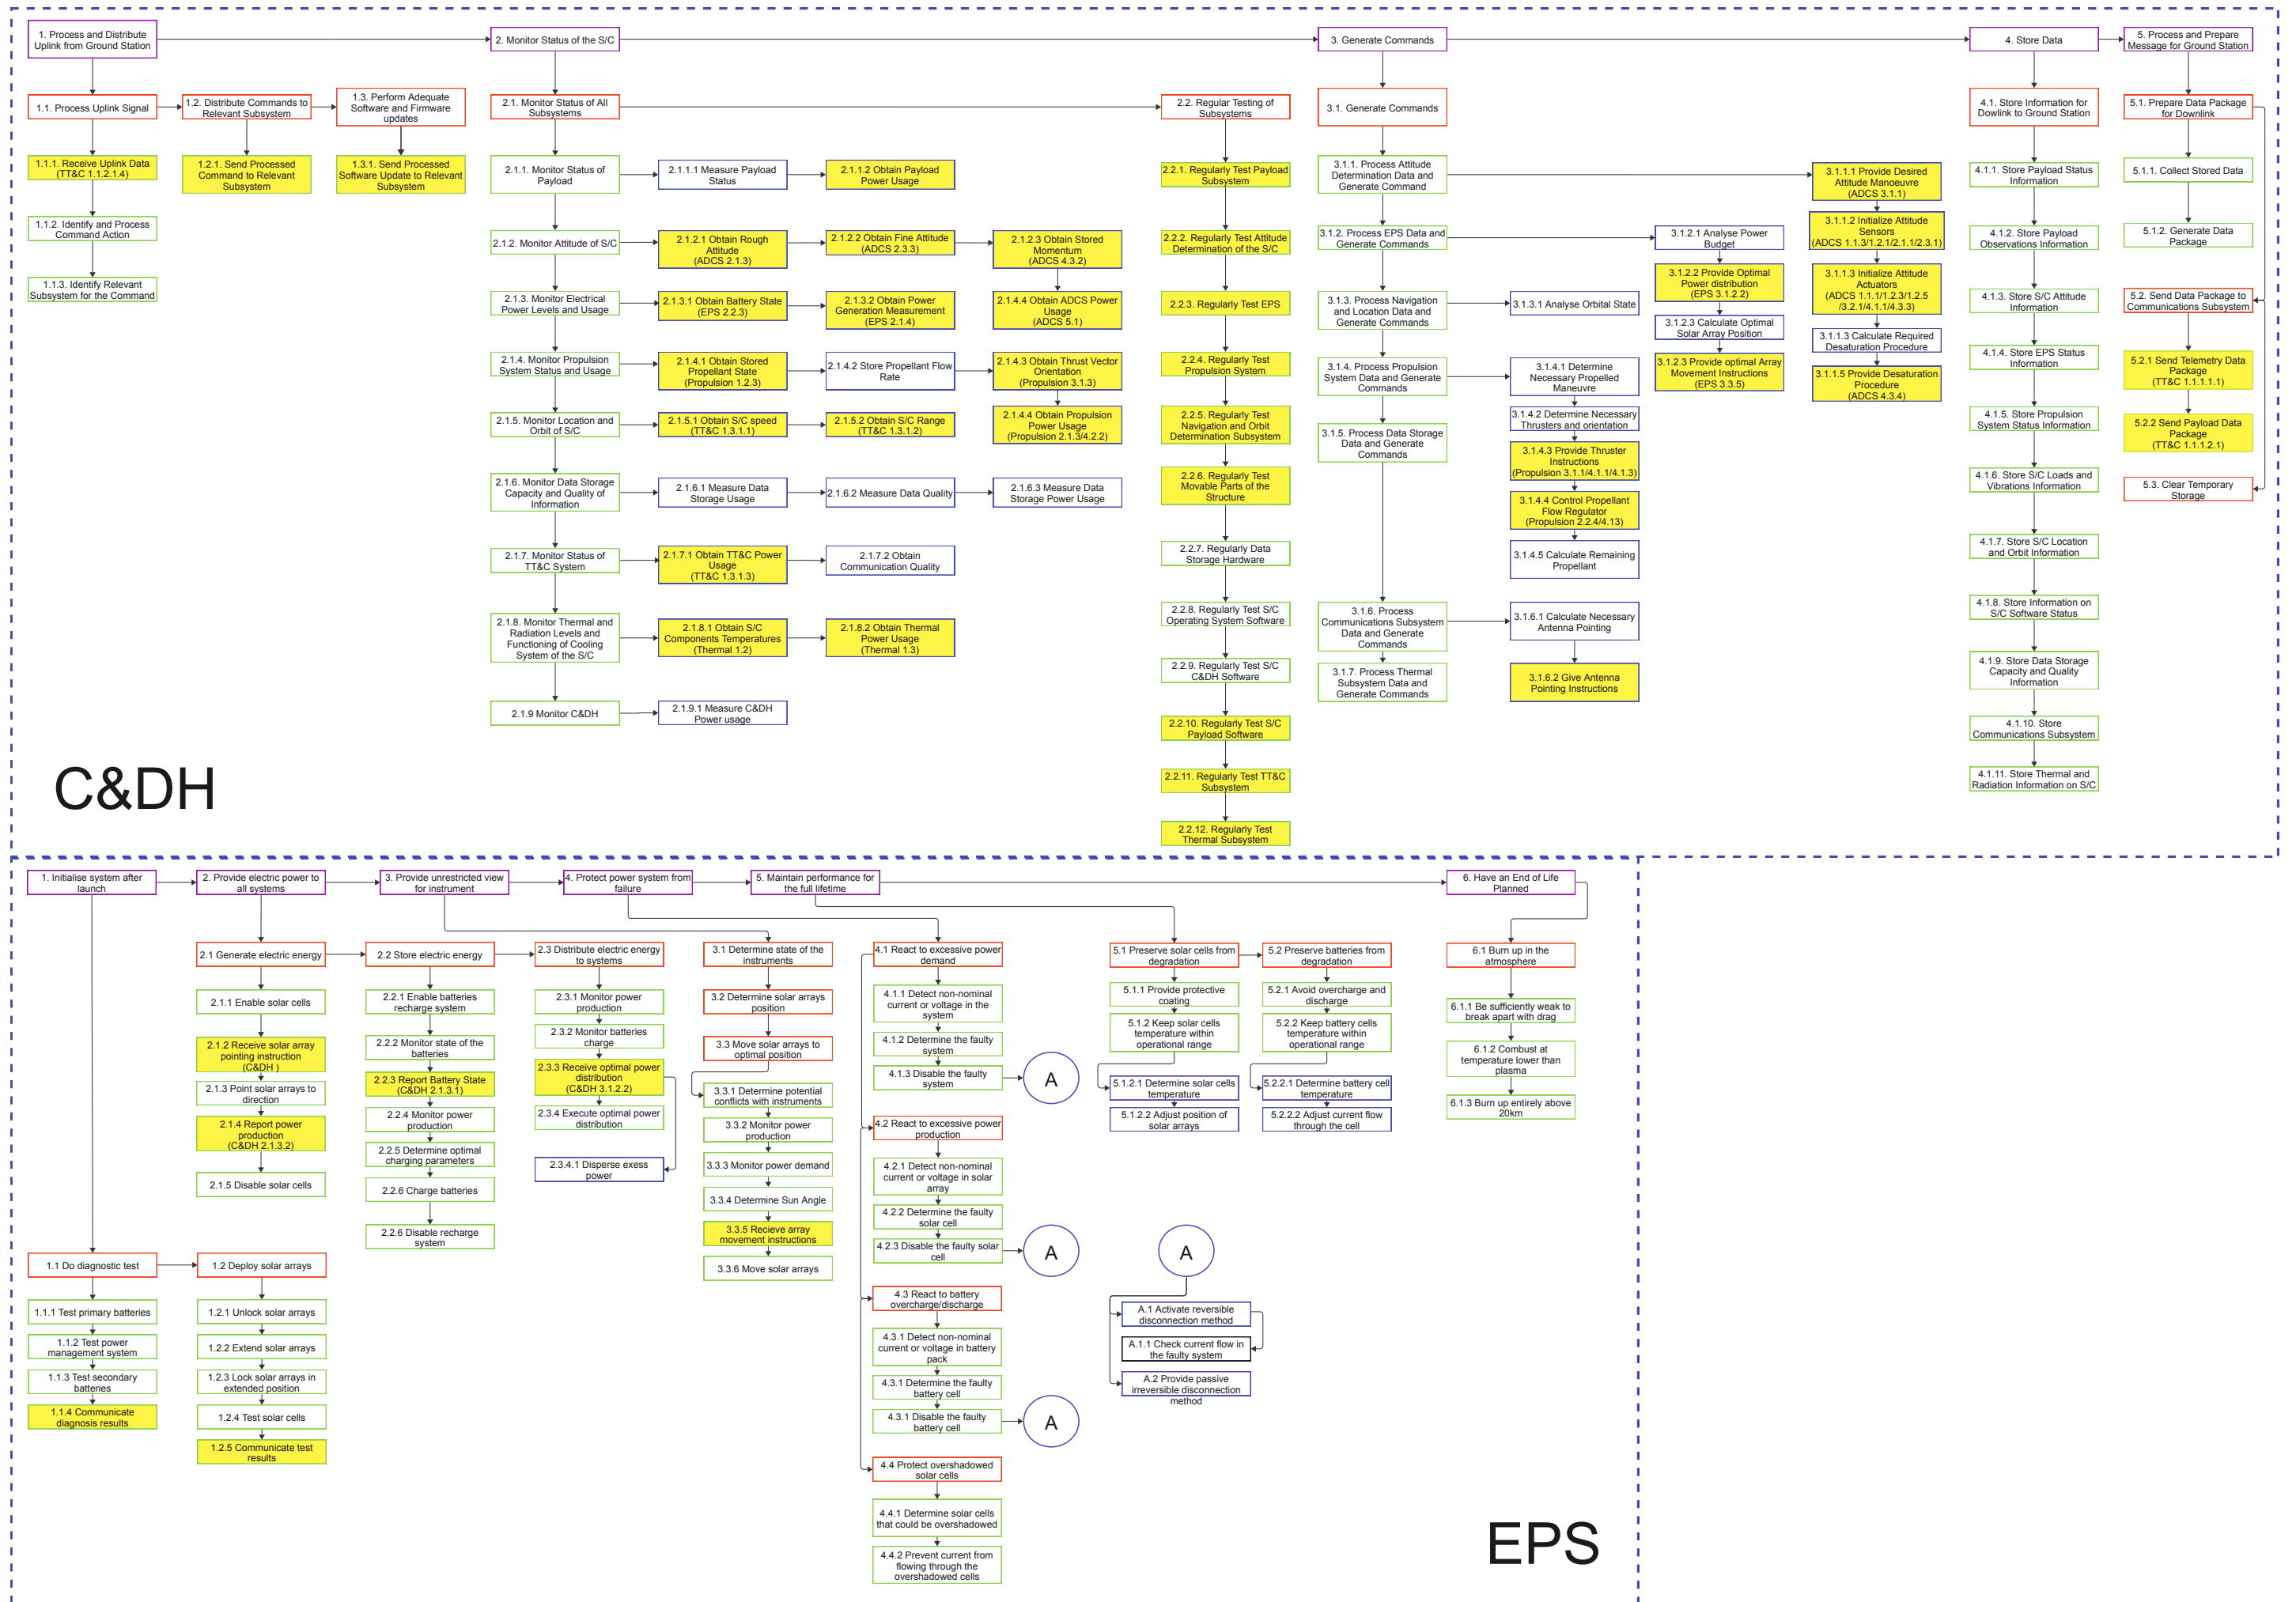 1. Process and Distribute
Uplink from Ground Station
2. Monitor Status of the S/C
3. Generate Commands
4. Store Data
5. Process and Prepare
Message for Ground Station
1.1. Process Uplink Signal
1.2. Distribute Commands to
Relevant Subsystem
1.3. Perform Adequate
Software and Firmware
updates
1.1.1. Receive Uplink Data
(TT&C 1.1.2.1.4)
1.2.1. Send Processed
Command to Relevant
Subsystem
1.3.1. Send Processed
Software Update to Relevant
Subsystem
1.1.2. Identify and Process
Command Action
1.1.3. Identify Relevant
Subsystem for the Command
2.1. Monitor Status of All
Subsystems
2.2. Regular Testing of
Subsystems
2.1.1. Monitor Status of
Payload
2.1.1.1 Measure Payload
Status
2.1.1.2 Obtain Payload
Power Usage
2.1.2. Monitor Attitude of S/C
2.1.2.1 Obtain Rough
Attitude
(ADCS 2.1.3)
2.1.2.2 Obtain Fine Attitude
(ADCS 2.3.3)
2.1.2.3 Obtain Stored
Momentum
(ADCS 4.3.2)
2.1.3. Monitor Electrical
Power Levels and Usage
2.1.3.1 Obtain Battery State
(EPS 2.2.3)
2.1.3.2 Obtain Power
Generation Measurement
(EPS 2.1.4)
2.1.4.4 Obtain ADCS Power
Usage
(ADCS 5.1)
2.1.4. Monitor Propulsion
System Status and Usage
2.1.4.1 Obtain Stored
Propellant State
(Propulsion 1.2.3)
2.1.4.2 Store Propellant Flow
Rate
2.1.4.3 Obtain Thrust Vector
Orientation
(Propulsion 3.1.3)
2.1.5. Monitor Location and
Orbit of S/C
2.1.5.1 Obtain S/C speed
(TT&C 1.3.1.1)
2.1.5.2 Obtain S/C Range
(TT&C 1.3.1.2)
2.1.4.4 Obtain Propulsion
Power Usage
(Propulsion 2.1.3/4.2.2)
2.1.6. Monitor Data Storage
Capacity and Quality of
Information
2.1.6.1 Measure Data
Storage Usage
2.1.6.2 Measure Data Quality
2.1.6.3 Measure Data
Storage Power Usage
2.1.7. Monitor Status of
TT&C System
2.1.7.1 Obtain TT&C Power
Usage
(TT&C 1.3.1.3)
2.1.7.2 Obtain
Communication Quality
2.1.8. Monitor Thermal and
Radiation Levels and
Functioning of Cooling
System of the S/C
2.1.8.1 Obtain S/C
Components Temperatures
(Thermal 1.2)
2.1.8.2 Obtain Thermal
Power Usage
(Thermal 1.3)
2.1.9 Monitor C&DH
2.1.9.1 Measure C&DH
Power usage
2.2.1. Regularly Test Payload
Subsystem
2.2.2. Regularly Test Attitude
Determination of the S/C
2.2.3. Regularly Test EPS
2.2.4. Regularly Test
Propulsion System
2.2.5. Regularly Test
Navigation and Orbit
Determination Subsystem
2.2.6. Regularly Test
Movable Parts of the
Structure
2.2.7. Regularly Data
Storage Hardware
2.2.8. Regularly Test S/C
Operating System Software
2.2.9. Regularly Test S/C
C&DH Software
2.2.10. Regularly Test S/C
Payload Software
2.2.11. Regularly Test TT&C
Subsystem
2.2.12. Regularly Test
Thermal Subsystem
3.1. Generate Commands
3.1.1. Process Attitude
Determination Data and
Generate Command
3.1.2. Process EPS Data and
Generate Commands
3.1.3. Process Navigation
and Location Data and
Generate Commands
3.1.4. Process Propulsion
System Data and Generate
Commands
3.1.5. Process Data Storage
Data and Generate
Commands
3.1.6. Process
Communications Subsystem
Data and Generate
Commands
3.1.7. Process Thermal
Subsystem Data and
Generate Commands
3.1.3.1 Analyse Orbital State
3.1.4.1 Determine
Necessary Propelled
Maneuvre
3.1.4.2 Determine Necessary
Thrusters and orientation
3.1.4.3 Provide Thruster
Instructions
(Propulsion 3.1.1/4.1.1/4.1.3)
3.1.4.4 Control Propellant
Flow Regulator
(Propulsion 2.2.4/4.13)
3.1.4.5 Calculate Remaining
Propellant
3.1.6.1 Calculate Necessary
Antenna Pointing
3.1.6.2 Give Antenna
Pointing Instructions
3.1.2.1 Analyse Power
Budget
3.1.2.2 Provide Optimal
Power distribution
(EPS 3.1.2.2)
3.1.2.3 Calculate Optimal
Solar Array Position
3.1.2.3 Provide optimal Array
Movement Instructions
(EPS 3.3.5)
3.1.1.1 Provide Desired
Attitude Manoeuvre
(ADCS 3.1.1)
3.1.1.2 Initialize Attitude
Sensors
(ADCS 1.1.3/1.2.1/2.1.1/2.3.1)
3.1.1.3 Initialize Attitude
Actuators
(ADCS 1.1.1/1.2.3/1.2.5
/3.2.1/4.1.1/4.3.3)
3.1.1.3 Calculate Required
Desaturation Procedure
3.1.1.5 Provide Desaturation
Procedure
(ADCS 4.3.4)
4.1. Store Information for
Dowlink to Ground Station
4.1.1. Store Payload Status
Information
4.1.2. Store Payload
Observations Information
4.1.3. Store S/C Attitude
Information
4.1.4. Store EPS Status
Information
4.1.5. Store Propulsion
System Status Information
4.1.6. Store S/C Loads and
Vibrations Information
4.1.7. Store S/C Location
and Orbit Information
4.1.8. Store Information on
S/C Software Status
4.1.9. Store Data Storage
Capacity and Quality
Information
4.1.10. Store
Communications Subsystem
4.1.11. Store Thermal and
Radiation Information on S/C
5.1. Prepare Data Package
for Downlink
5.1.1. Collect Stored Data
5.1.2. Generate Data
Package
5.2. Send Data Package to
Communications Subsystem
5.2.1 Send Telemetry Data
Package
(TT&C 1.1.1.1.1)
5.2.2 Send Payload Data
Package
(TT&C 1.1.1.2.1)
5.3. Clear Temporary
Storage
C&DH
1. Initialise system after
launch
2. Provide electric power to
all systems
3. Provide unrestricted view
for instrument
4. Protect power system from
failure
5. Maintain performance for
the full lifetime
6. Have an End of Life
Planned
2.1 Generate electric energy
2.1.1 Enable solar cells
2.1.2 Receive solar array
pointing instruction
(C&DH )
2.1.3 Point solar arrays to
direction
2.1.4 Report power
production
(C&DH 2.1.3.2)
2.1.5 Disable solar cells
2.2 Store electric energy
2.2.1 Enable batteries
recharge system
2.2.2 Monitor state of the
batteries
2.2.3 Report Battery State
(C&DH 2.1.3.1)
2.2.4 Monitor power
production
2.2.5 Determine optimal
charging parameters
2.2.6 Charge batteries
2.2.6 Disable recharge
system
2.3 Distribute electric energy
to systems
2.3.1 Monitor power
production
2.3.2 Monitor batteries
charge
2.3.3 Receive optimal power
distribution
(C&DH 3.1.2.2)
2.3.4 Execute optimal power
distribution
2.3.4.1 Disperse exess
power
3.1 Determine state of the
instruments
3.2 Determine solar arrays
position
3.3 Move solar arrays to
optimal position
3.3.1 Determine potential
conflicts with instruments
3.3.2 Monitor power
production
3.3.3 Monitor power demand
3.3.4 Determine Sun Angle
3.3.5 Recieve array
movement instructions
3.3.6 Move solar arrays
4.1 React to excessive power
demand
4.1.1 Detect non-nominal
current or voltage in the
system
4.1.2 Determine the faulty
system
4.1.3 Disable the faulty
system
A
4.2 React to excessive power
production
4.2.1 Detect non-nominal
current or voltage in solar
array
4.2.2 Determine the faulty
solar cell
4.2.3 Disable the faulty solar
cell
A
4.3 React to battery
overcharge/discharge
4.3.1 Detect non-nominal
current or voltage in battery
pack
4.3.1 Determine the faulty
battery cell
4.3.1 Disable the faulty
battery cell
A
4.4 Protect overshadowed
solar cells
4.4.1 Determine solar cells
that could be overshadowed
4.4.2 Prevent current from
flowing through the
overshadowed cells
5.1 Preserve solar cells from
degradation
5.1.1 Provide protective
coating
5.1.2 Keep solar cells
temperature within
operational range
5.1.2.1 Determine solar cells
temperature
5.1.2.2 Adjust position of
solar arrays
5.2 Preserve batteries from
degradation
5.2.1 Avoid overcharge and
discharge
5.2.2 Keep battery cells
temperature within
operational range
5.2.2.1 Determine battery cell
temperature
5.2.2.2 Adjust current flow
through the cell
A
A.1 Activate reversible
disconnection method
A.1.1 Check current flow in
the faulty system
A.2 Provide passive
irreversible disconnection
method
6.1 Burn up in the
atmosphere
6.1.1 Be sufficiently weak to
break apart with drag
6.1.2 Combust at
temperature lower than
plasma
6.1.3 Burn up entirely above
20km
1.1 Do diagnostic test
1.1.1 Test primary batteries
1.1.2 Test power
management system
1.1.3 Test secondary
batteries
1.1.4 Communicate
diagnosis results
1.2 Deploy solar arrays
1.2.1 Unlock solar arrays
1.2.2 Extend solar arrays
1.2.3 Lock solar arrays in
extended position
1.2.4 Test solar cells
1.2.5 Communicate test
results
EPS